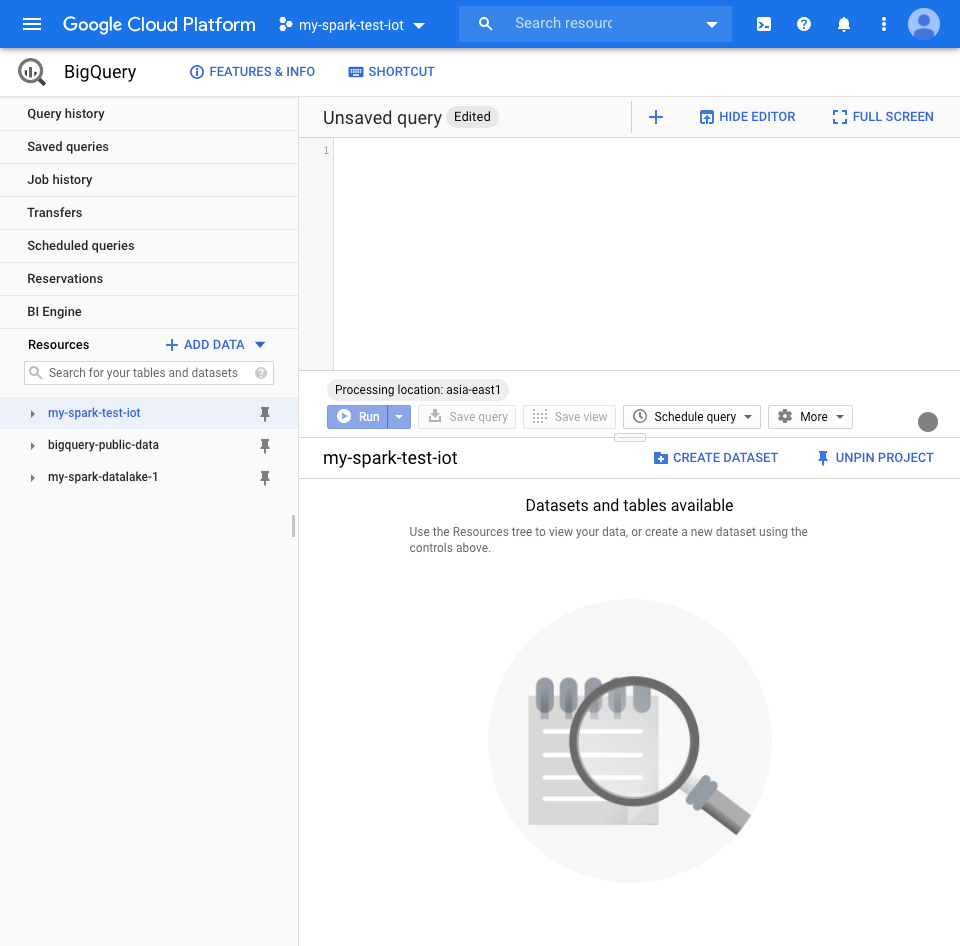 Google Cloud Platform
my-spark-test-iot
Search resourc
BigQuery
FEATURES & INFO
SHORTCUT
Query history
Saved queries
Job history
Transfers
Scheduled queries
Reservations
BI Engine
Resources
ADD DATA
Search for your tables and datasets
my-spark-test-iot
bigquery-public-data
my-spark-datalake-1
Unsaved query
Edited
HIDE EDITOR
FULL SCREEN
1
Processing location: asia-east1
Run
Save query
Save view
Schedule query
More
my-spark-test-iot
CREATE DATASET
UNPIN PROJECT
Datasets and tables available
Use the Resources tree to view your data, or create a new dataset using the
controls above.